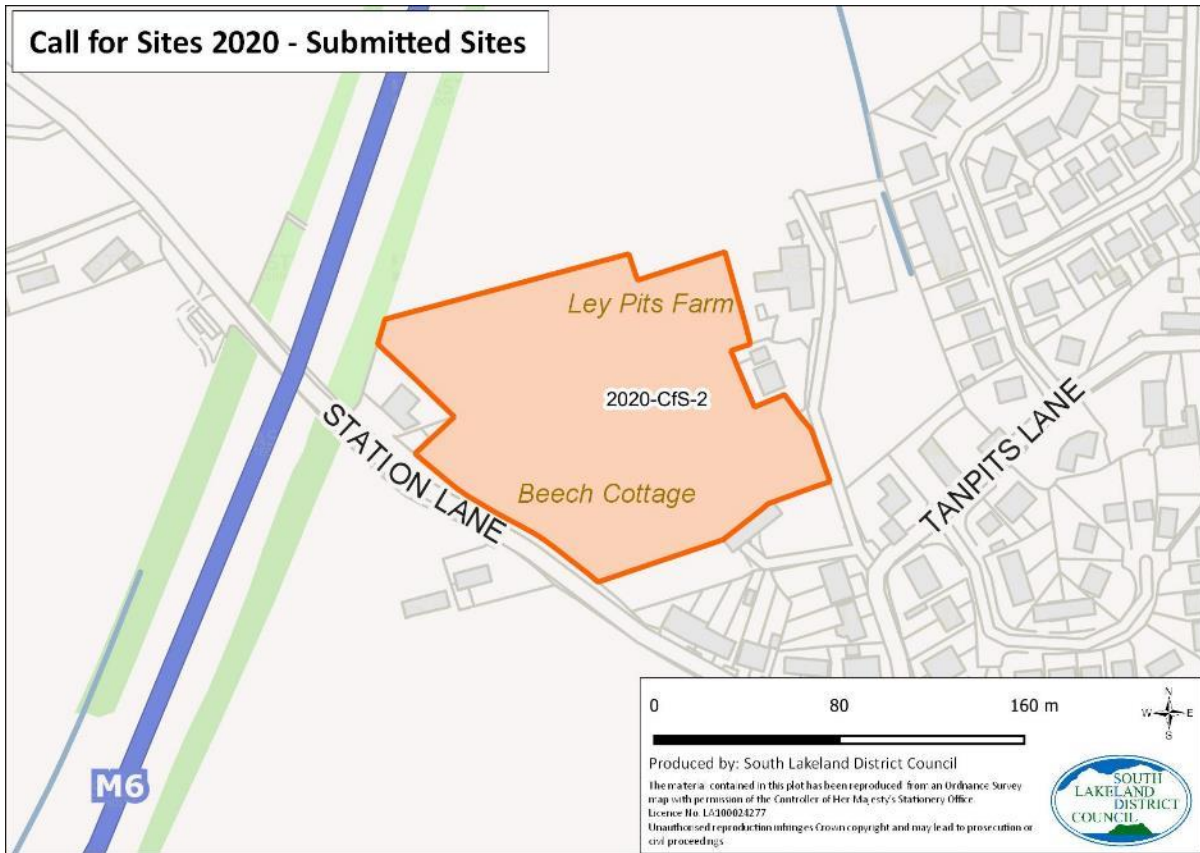 Call for Sites 2020 - Submitted Sites
Ley Pits Farm
2020-CfS-2
STATION LANE
Beech Cottage
TANPITS LANE
M6
0 80 160 m
N
W E
S
Produced by: South Lakeland District Council
The material contained in this plot has been reproduced from an Ordnance Survey
map with permission of the Controller of Her Majesty's Stationery Office
Licence No. LA100024277
Unauthorised reproduction infringes Crown copyright and may lead to prosecution or
civil proceedings
SOUTH
LAKELAND
DISTRICT
COUNCIL